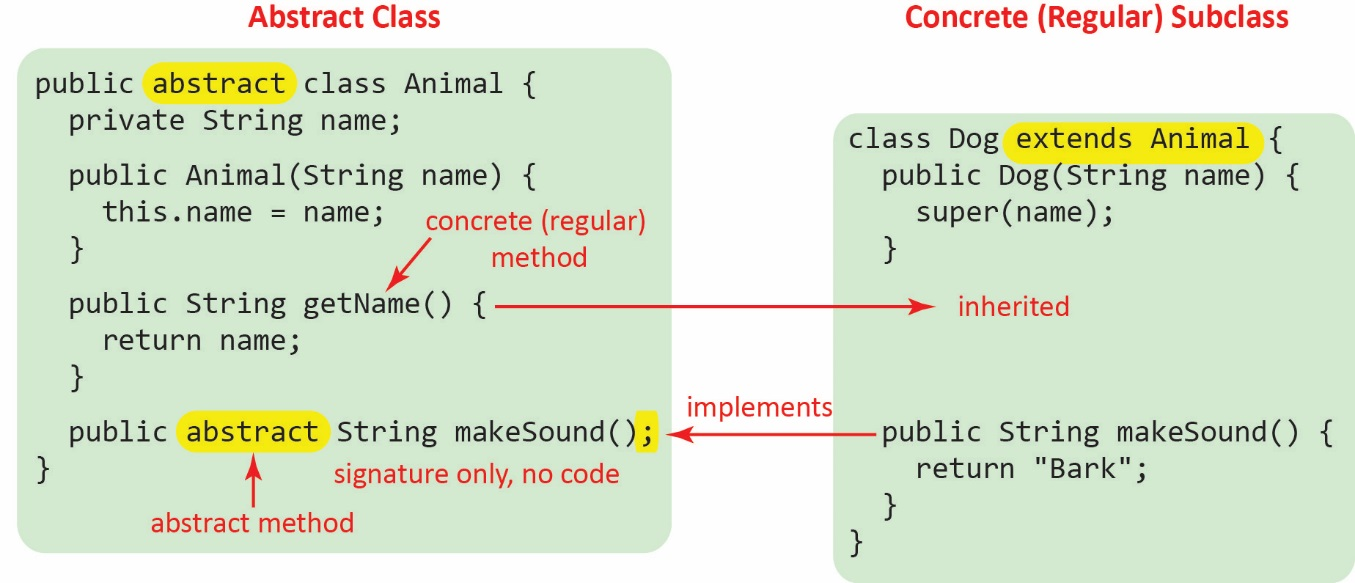 Abstract Class
public abstract class Animal {
private String name;
public Animal(String name) {
this.name = name;
}
concrete (regular)
method
public String getName() {
return name;
}
public abstract String makeSound();
}
signature only, no code
abstract method
Concrete (Regular) Subclass
class Dog extends Animal {
public Dog(String name) {
super(name);
}
inherited
implements
public String makeSound() {
return "Bark";
}
}